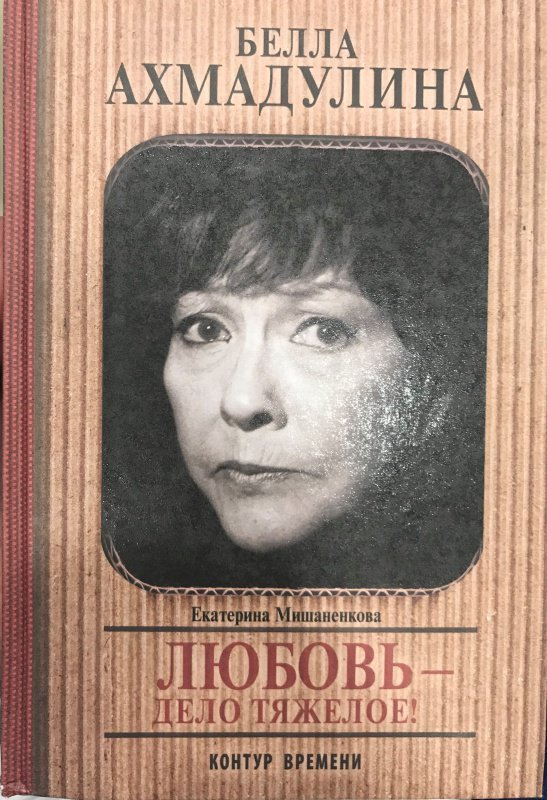 БЕЛЛА
АХМАДУЛИНА
Екатерина Мишаненкова
ЛЮБОВЬ –
ДЕЛО ТЯЖЕЛОЕ!
КОНТУР ВРЕМЕНИ